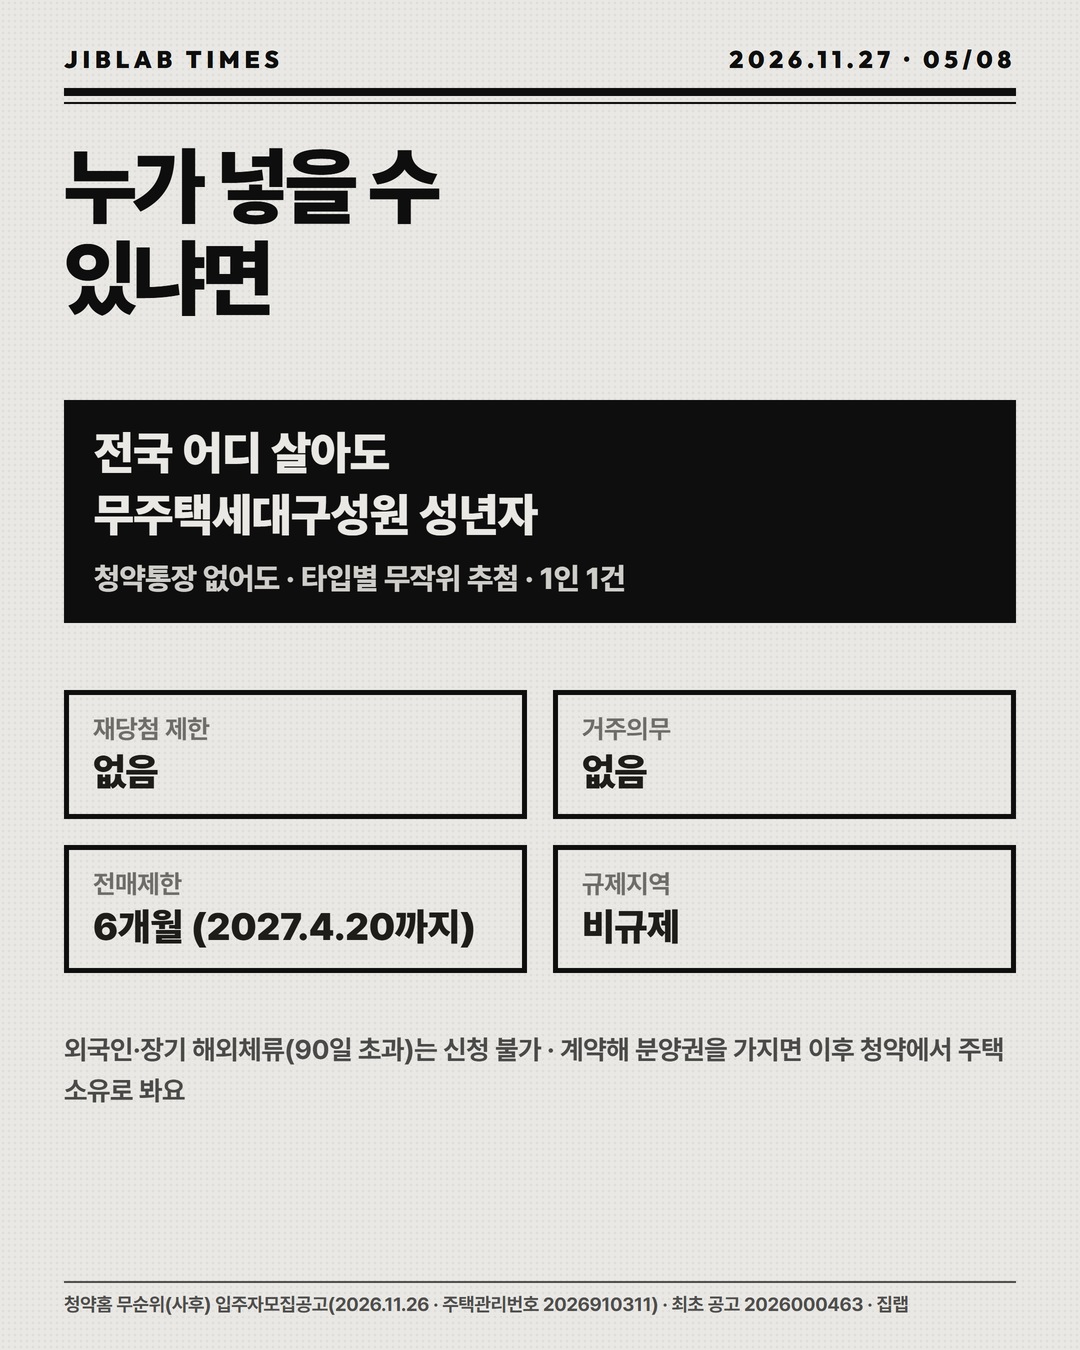 JIBLAB TIMES
2026.11.27 · 05/08
누가 넣을 수
있냐면
전국 어디 살아도
무주택세대구성원 성년자
청약통장 없어도 · 타입별 무작위 추첨 · 1인 1건
재당첨 제한
없음
거주의무
없음
전매제한
6개월 (2027.4.20까지)
규제지역
비규제
외국인·장기 해외체류(90일 초과)는 신청 불가 · 계약해 분양권을 가지면 이후 청약에서 주택
소유로 봐요
청약홈 무순위(사후) 입주자모집공고(2026.11.26 · 주택관리번호 2026910311) · 최초 공고 2026000463 · 집랩